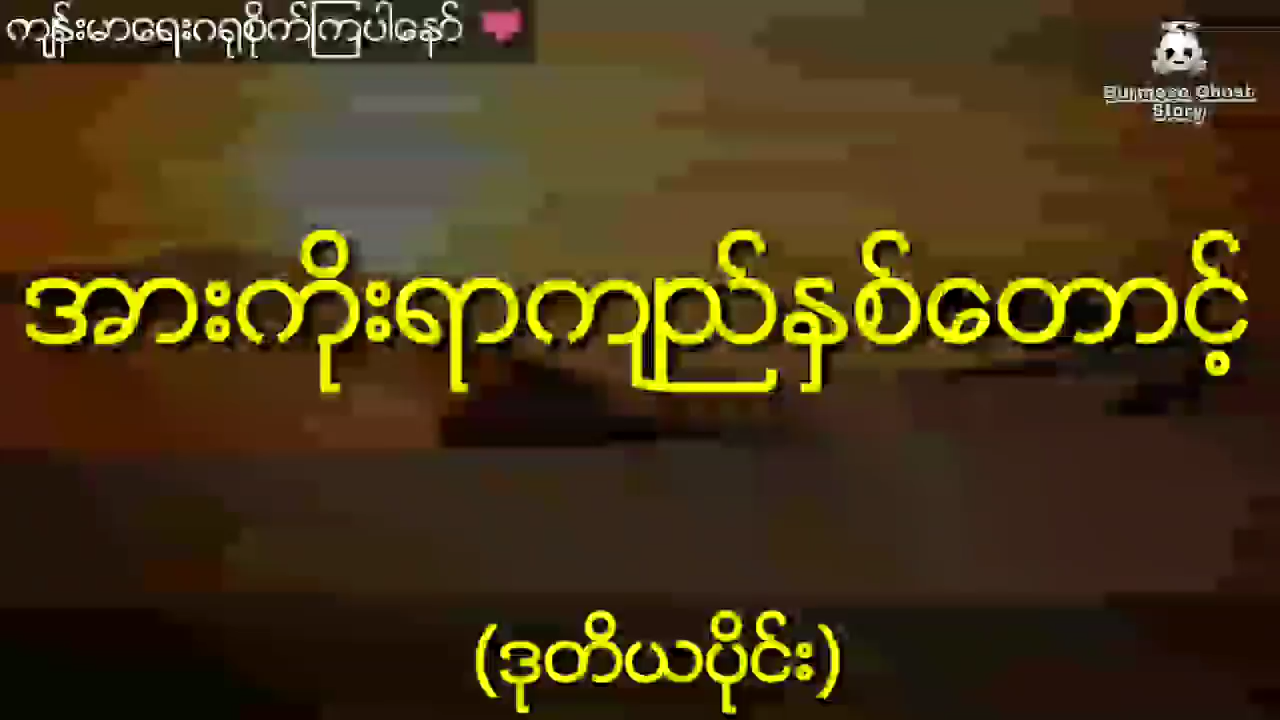 ကျန်းမာရေးဂရုစိုက်ကြပါနော် ❤
Burmese Ghost
Story
အားကိုးရာကျည်နှစ်တောင့်
(ဒုတိယပိုင်း)